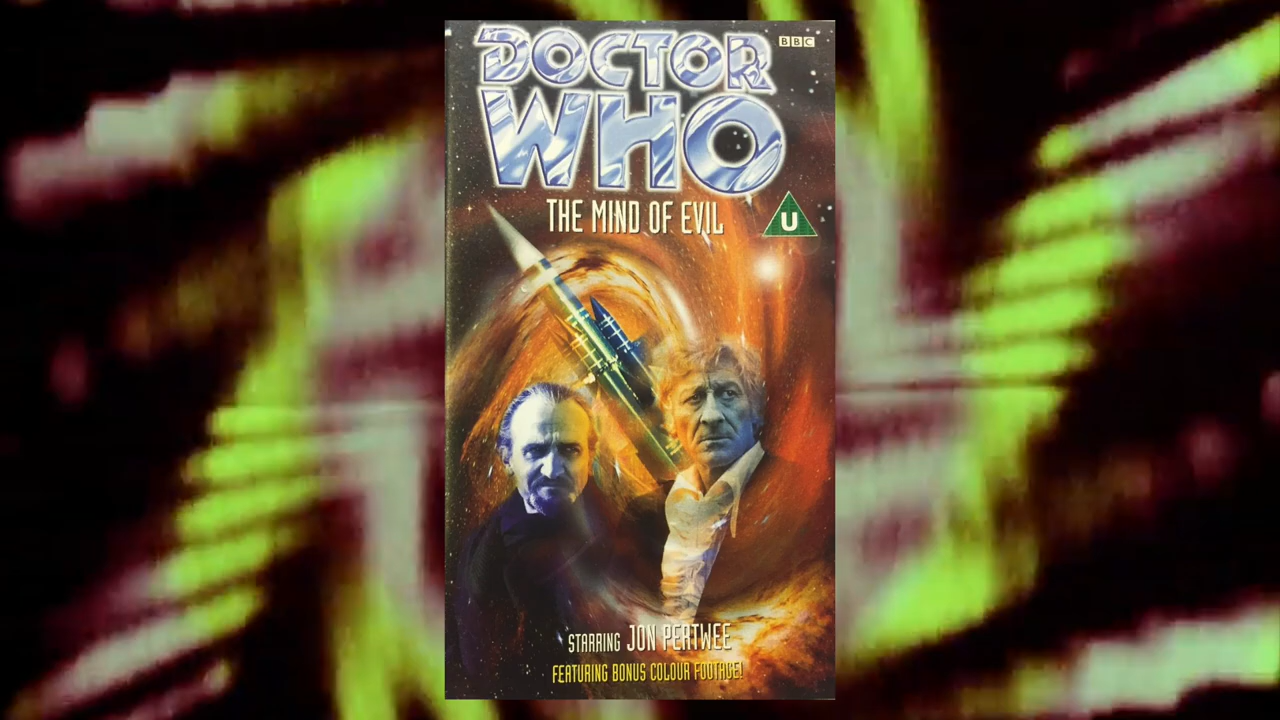 DOCTOR
BBC
WHO
THE MIND OF EVIL
U
STARRING JON PERTWEE
FEATURING BONUS COLOUR FOOTAGE!